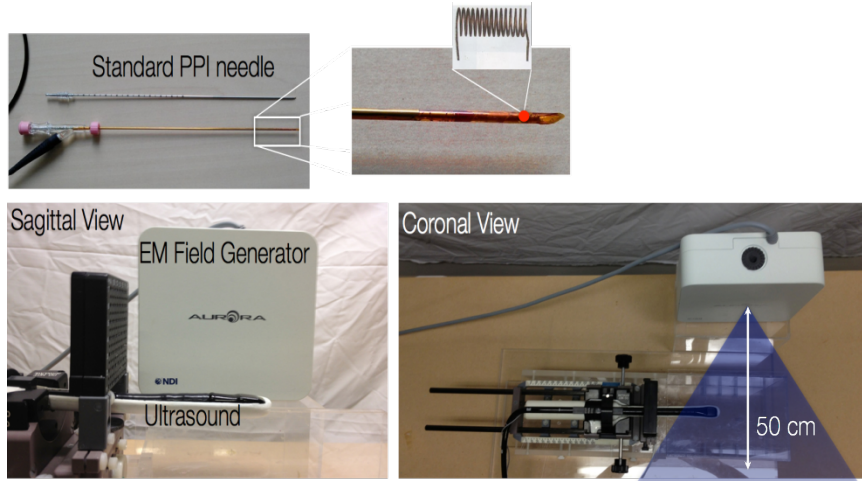 Standard PPI needle
Sagittal View
EM Field Generator
AURORA
NDI
Ultrasound
Coronal View
50 cm